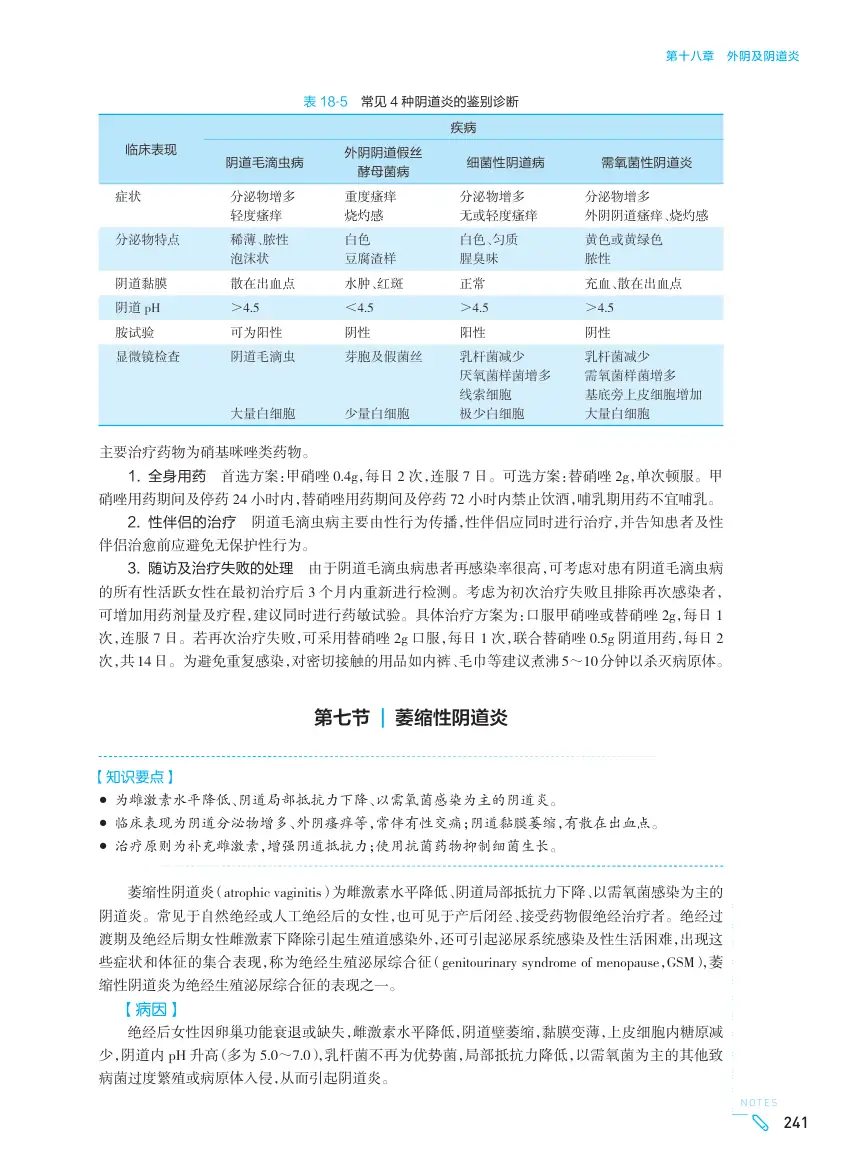 第十八章　外阴及阴道炎
表 18-5　常见 4 种阴道炎的鉴别诊断
临床表现　疾病
阴道毛滴虫病　外阴阴道假丝酵母菌病　细菌性阴道病　需氧菌性阴道炎
症状　分泌物增多　重度瘙痒　分泌物增多　分泌物增多
轻度瘙痒　烧灼感　无或轻度瘙痒　外阴阴道瘙痒、烧灼感
分泌物特点　稀薄、脓性　白色　白色、匀质　黄色或黄绿色
泡沫状　豆腐渣样　腥臭味　脓性
阴道黏膜　散在出血点　水肿、红斑　正常　充血、散在出血点
阴道 pH　＞4.5　＜4.5　＞4.5　＞4.5
胺试验　可为阳性　阴性　阳性　阴性
显微镜检查　阴道毛滴虫　芽胞及假菌丝　乳杆菌减少　乳杆菌减少
厌氧菌样菌增多　需氧菌样菌增多
线索细胞　基底旁上皮细胞增加
大量白细胞　少量白细胞　极少白细胞　大量白细胞
主要治疗药物为硝基咪唑类药物。
1. 全身用药　首选方案：甲硝唑 0.4g，每日 2 次，连服 7 日。可选方案：替硝唑 2g，单次顿服。甲
硝唑用药期间及停药 24 小时内，替硝唑用药期间及停药 72 小时内禁止饮酒，哺乳期用药不宜哺乳。
2. 性伴侣的治疗　阴道毛滴虫病主要由性行为传播，性伴侣应同时进行治疗，并告知患者及性
伴侣治愈前应避免无保护性行为。
3. 随访及治疗失败的处理　由于阴道毛滴虫病患者再感染率很高，可考虑对患有阴道毛滴虫病
的所有性活跃女性在最初治疗后 3 个月内重新进行检测。考虑为初次治疗失败且排除再次感染者，
可增加用药剂量及疗程，建议同时进行药敏试验。具体治疗方案为：口服甲硝唑或替硝唑 2g，每日 1
次，连服 7 日。若再次治疗失败，可采用替硝唑 2g 口服，每日 1 次，联合替硝唑 0.5g 阴道用药，每日 2
次，共 14 日。为避免重复感染，对密切接触的用品如内裤、毛巾等建议煮沸 5～10 分钟以杀灭病原体。
第七节｜萎缩性阴道炎
【知识要点】
● 为雌激素水平降低、阴道局部抵抗力下降、以需氧菌感染为主的阴道炎。
● 临床表现为阴道分泌物增多、外阴瘙痒等，常伴有性交痛；阴道黏膜萎缩，有散在出血点。
● 治疗原则为补充雌激素，增强阴道抵抗力；使用抗菌药物抑制细菌生长。
萎缩性阴道炎（atrophic vaginitis）为雌激素水平降低、阴道局部抵抗力下降、以需氧菌感染为主的
阴道炎。常见于自然绝经或人工绝经后的女性，也可见于产后闭经、接受药物假绝经治疗者。绝经过
渡期及绝经后期女性雌激素下降除引起生殖道感染外，还可引起泌尿系统感染及性生活困难，出现这
些症状和体征的集合表现，称为绝经生殖泌尿综合征（genitourinary syndrome of menopause，GSM），萎
缩性阴道炎为绝经生殖泌尿综合征的表现之一。
【病因】
绝经后女性因卵巢功能衰退或缺失，雌激素水平降低，阴道壁萎缩，黏膜变薄，上皮细胞内糖原减
少，阴道内 pH 升高（多为 5.0～7.0），乳杆菌不再为优势菌，局部抵抗力降低，以需氧菌为主的其他致
病菌过度繁殖或病原体入侵，从而引起阴道炎。
NOTES
241